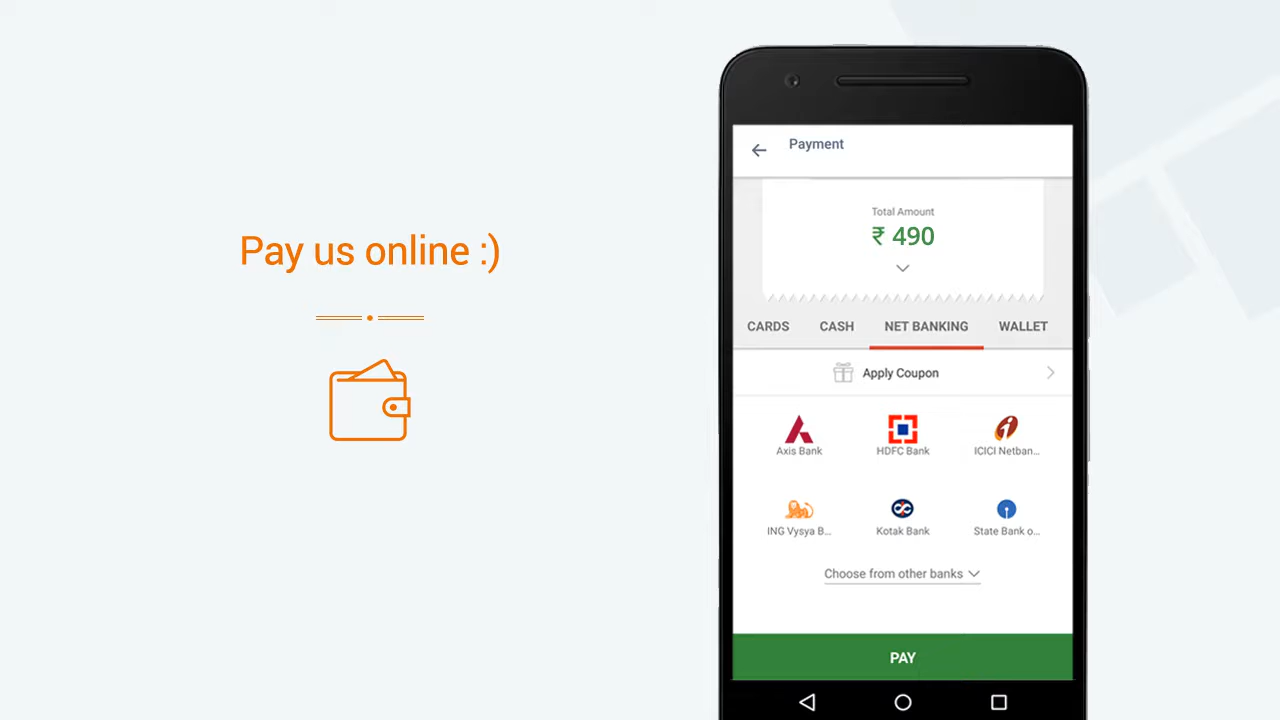 Pay us online :)
Payment
Total Amount
₹ 490
CARDS CASH NET BANKING WALLET
Apply Coupon
Axis Bank HDFC Bank ICICI Netban...
ING Vysya B... Kotak Bank State Bank o...
Choose from other banks
PAY